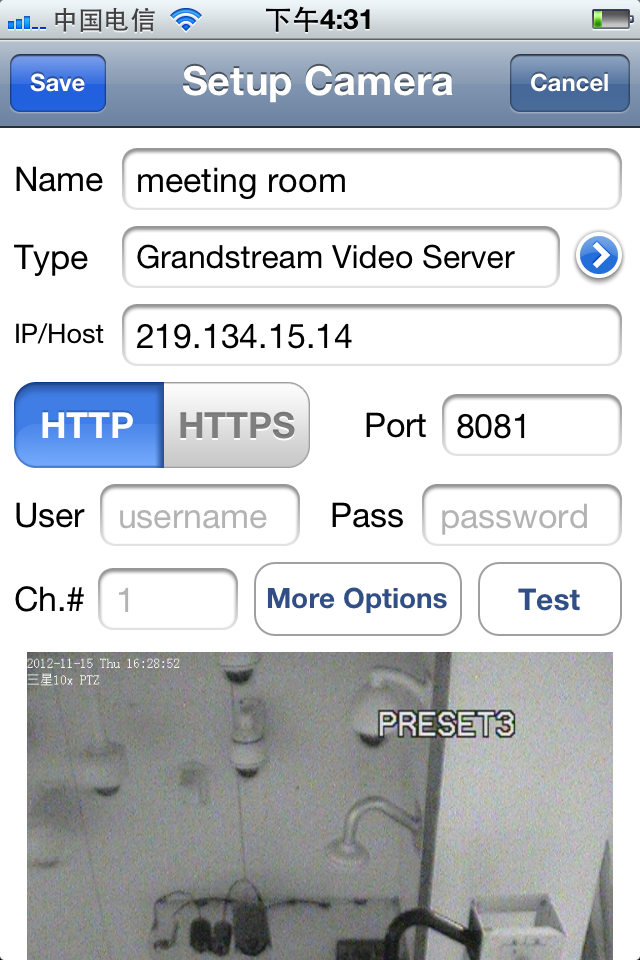 中国电信 下午4:31
Save Setup Camera Cancel
Name meeting room
Type Grandstream Video Server
IP/Host 219.134.15.14
HTTP HTTPS Port 8081
User username Pass password
Ch.# 1 More Options Test
2012-11-15 Thu 16:28:52
三星10x PTZ
PRESET3